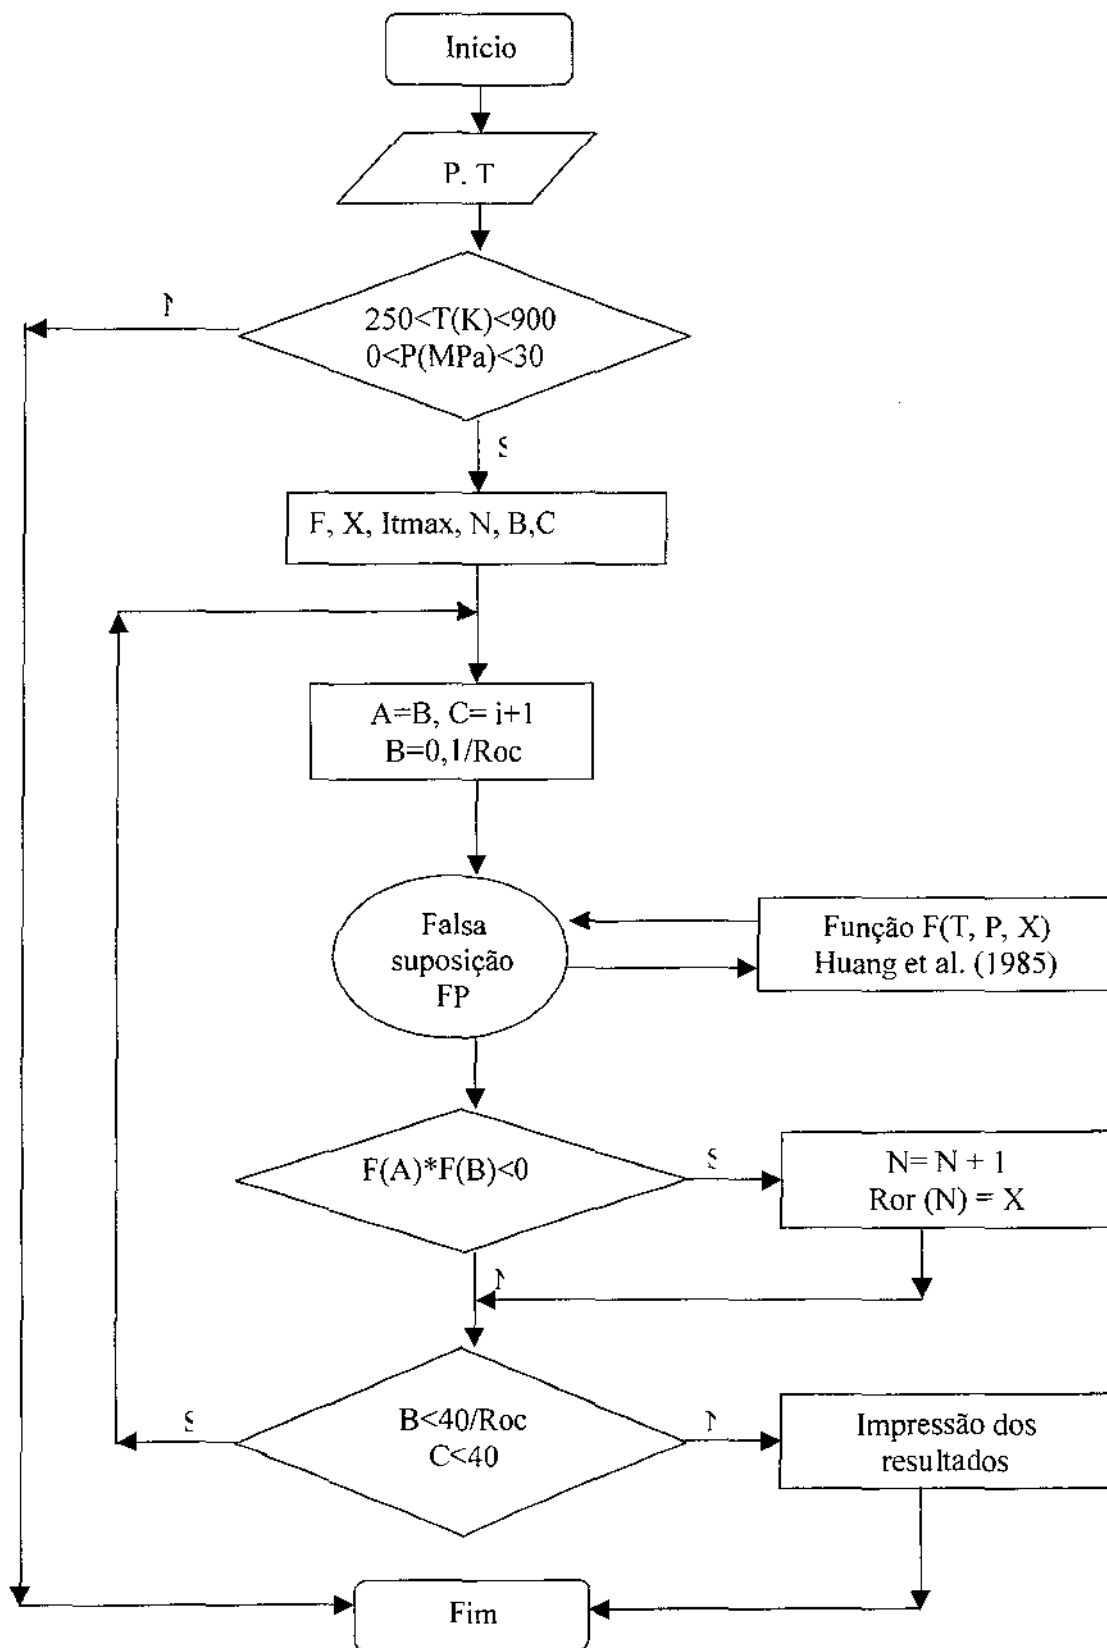 Inicio
P. T
N
250<T(K)<900
0<P(MPa)<30
S
F, X, Itmax, N, B,C
A=B, C= i+1
B=0,1/Roc
Falsa
suposição
FP
Função F(T, P, X)
Huang et al. (1985)
F(A)*F(B)<0
S
N= N + 1
Ror (N) = X
N
B<40/Roc
C<40
S
N
Impressão dos
resultados
Fim